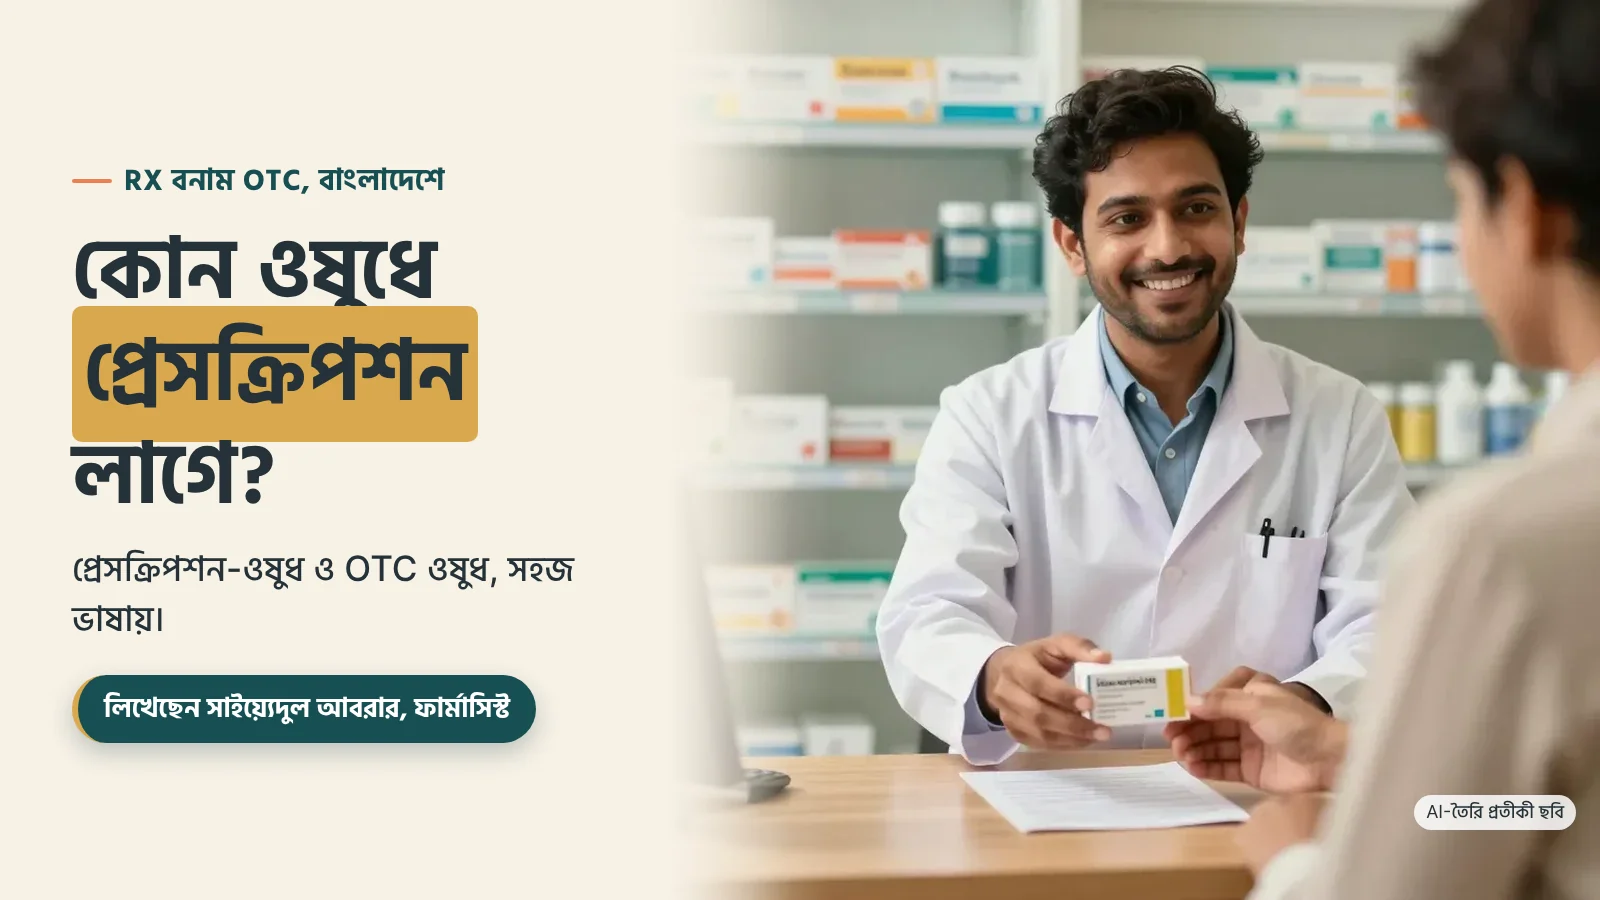 RX বনাম OTC, বাংলাদেশে
কোন ওষুধে
প্রেসক্রিপশন
লাগে?
প্রেসক্রিপশন-ওষুধ ও OTC ওষুধ, সহজ
ভাষায়।
লিখেছেন সাইয়্যেদুল আবরার, ফার্মাসিস্ট
AI-তৈরি প্রতীকী ছবি